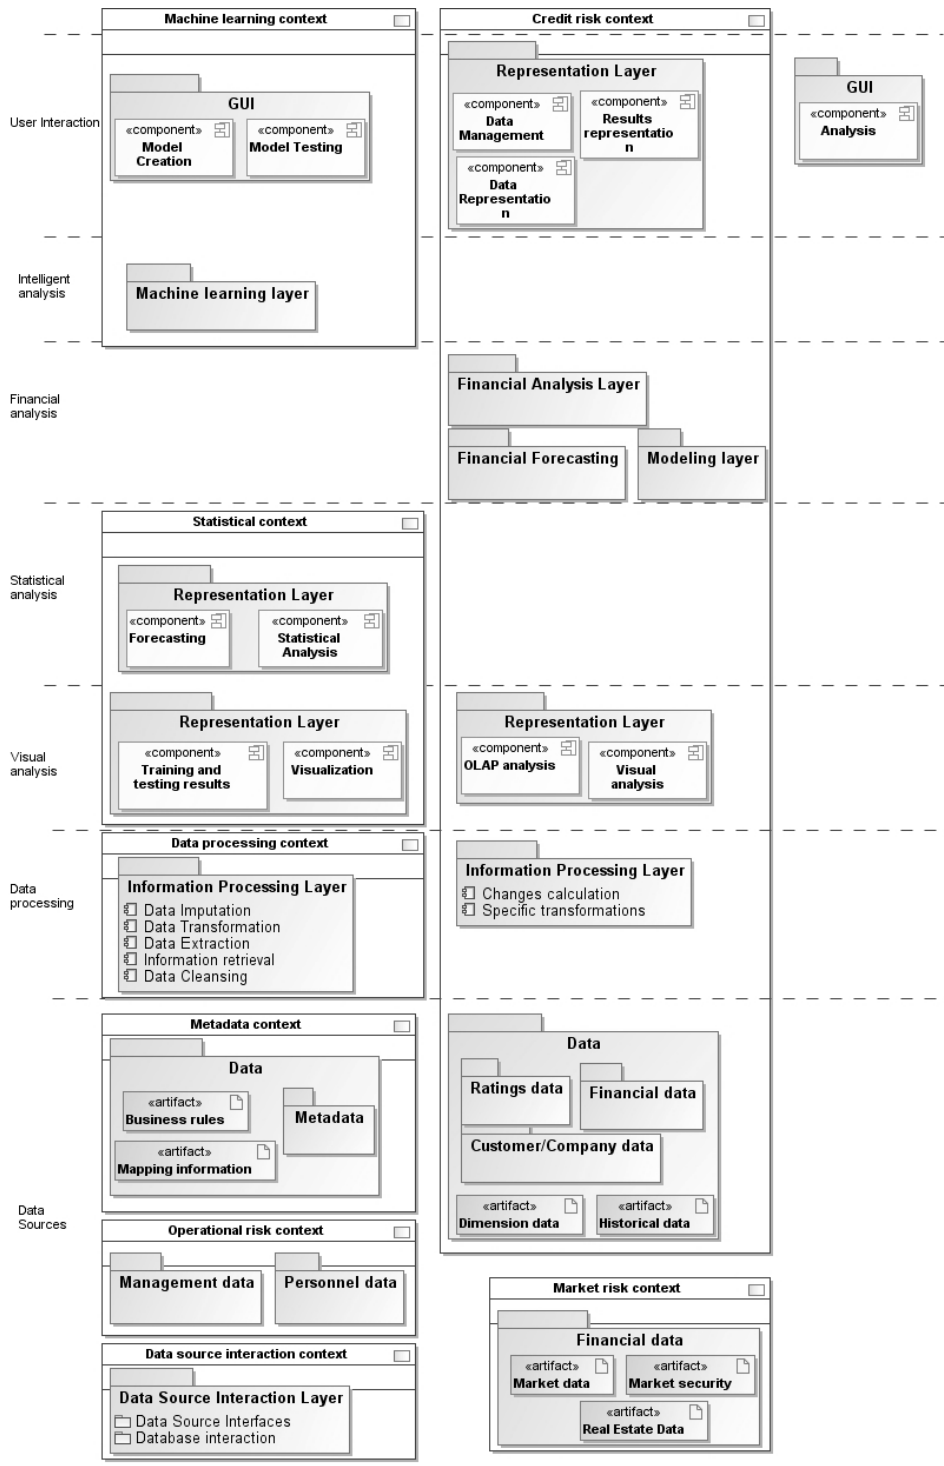 Machine learning context
Credit risk context
User Interaction
GUI
«component»
Model
Creation
«component»
Model Testing
Representation Layer
«component»
Data
Management
«component»
Results
representatio
n
«component»
Data
Representatio
n
GUI
«component»
Analysis
Intelligent
analysis
Machine learning layer
Financial
analysis
Financial Analysis Layer
Financial Forecasting
Modeling layer
Statistical context
Statistical
analysis
Representation Layer
«component»
Forecasting
«component»
Statistical
Analysis
Visual
analysis
Representation Layer
«component»
Training and
testing results
«component»
Visualization
Representation Layer
«component»
OLAP analysis
«component»
Visual
analysis
Data processing context
Data
processing
Information Processing Layer
Data Imputation
Data Transformation
Data Extraction
Information retrieval
Data Cleansing
Information Processing Layer
Changes calculation
Specific transformations
Metadata context
Data
«artifact»
Business rules
Metadata
«artifact»
Mapping information
Data
Ratings data
Financial data
Customer/Company data
«artifact»
Dimension data
«artifact»
Historical data
Data
Sources
Operational risk context
Management data
Personnel data
Data source interaction context
Data Source Interaction Layer
Data Source Interfaces
Database interaction
Market risk context
Financial data
«artifact»
Market data
«artifact»
Market security
«artifact»
Real Estate Data